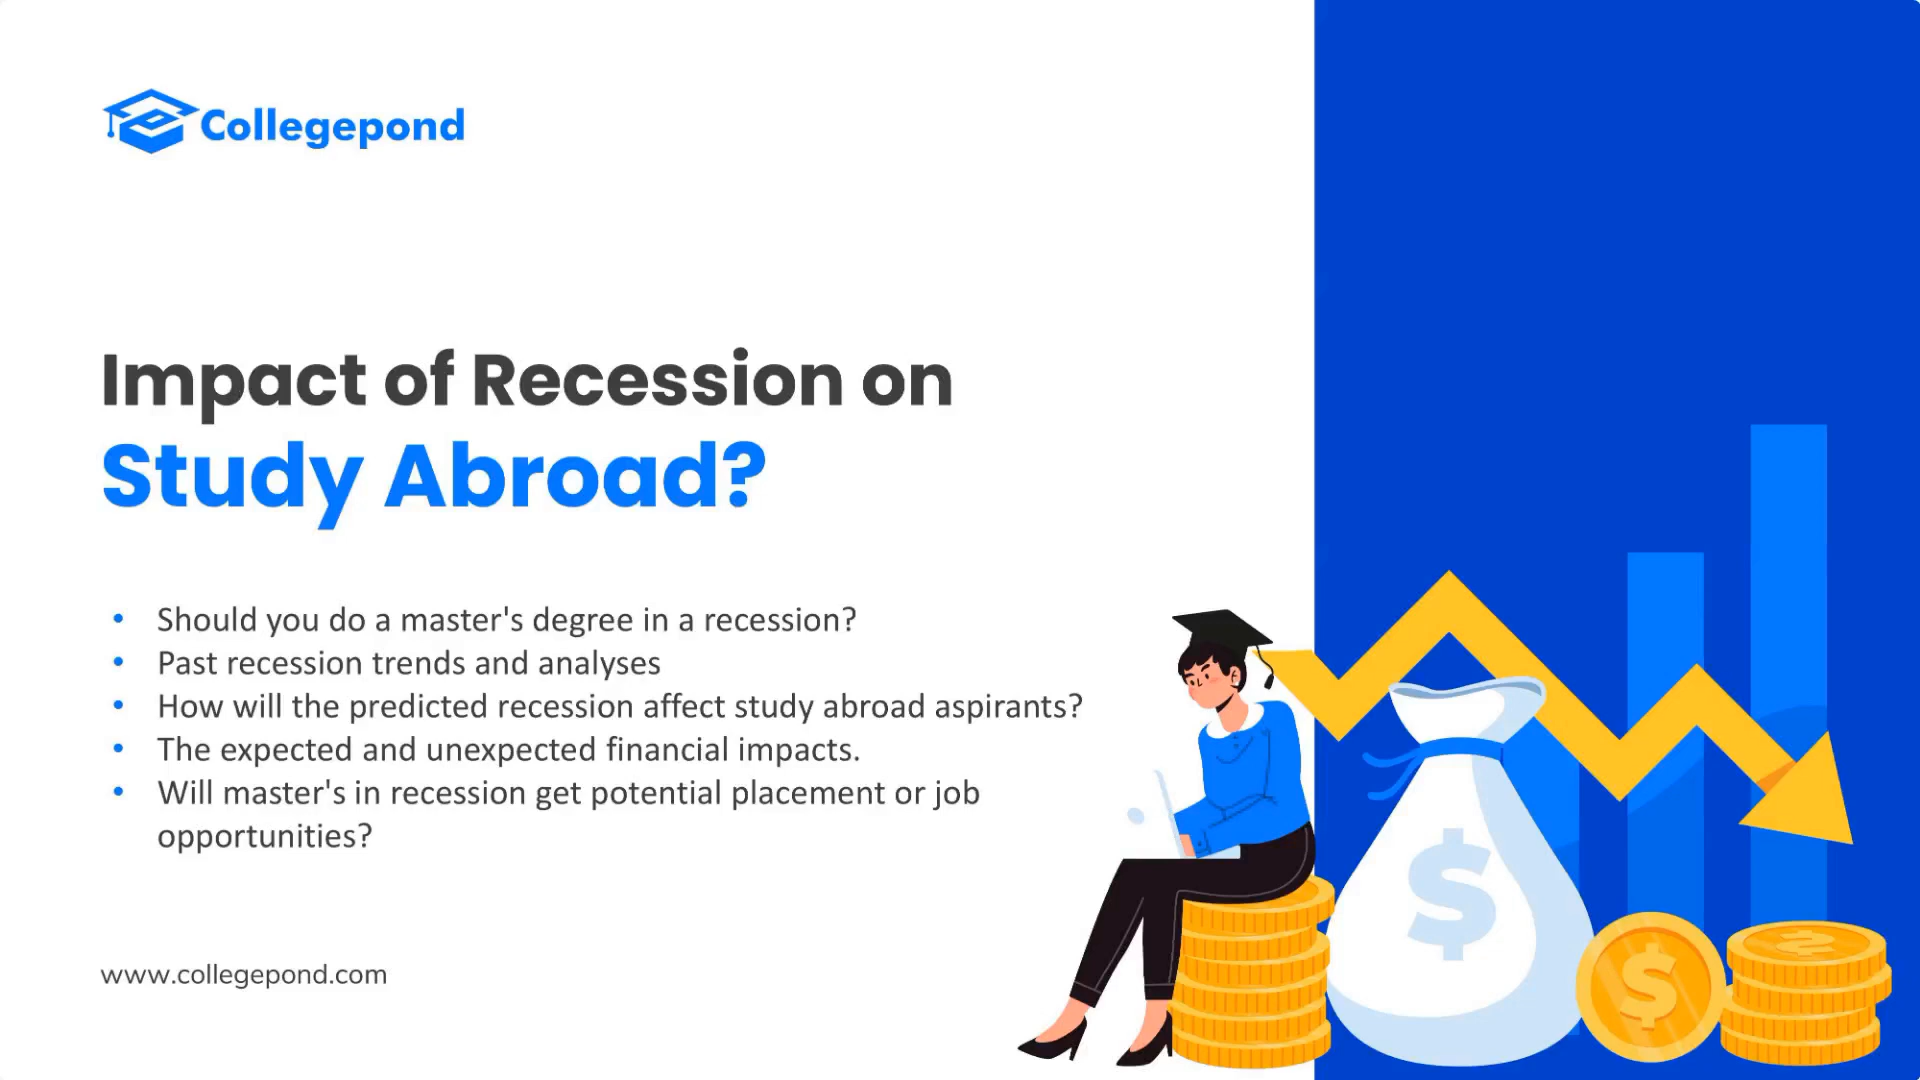 Collegepond
Impact of Recession on
Study Abroad?
• Should you do a master's degree in a recession?
• Past recession trends and analyses
• How will the predicted recession affect study abroad aspirants?
• The expected and unexpected financial impacts.
• Will master's in recession get potential placement or job
opportunities?
www.collegepond.com
$
$